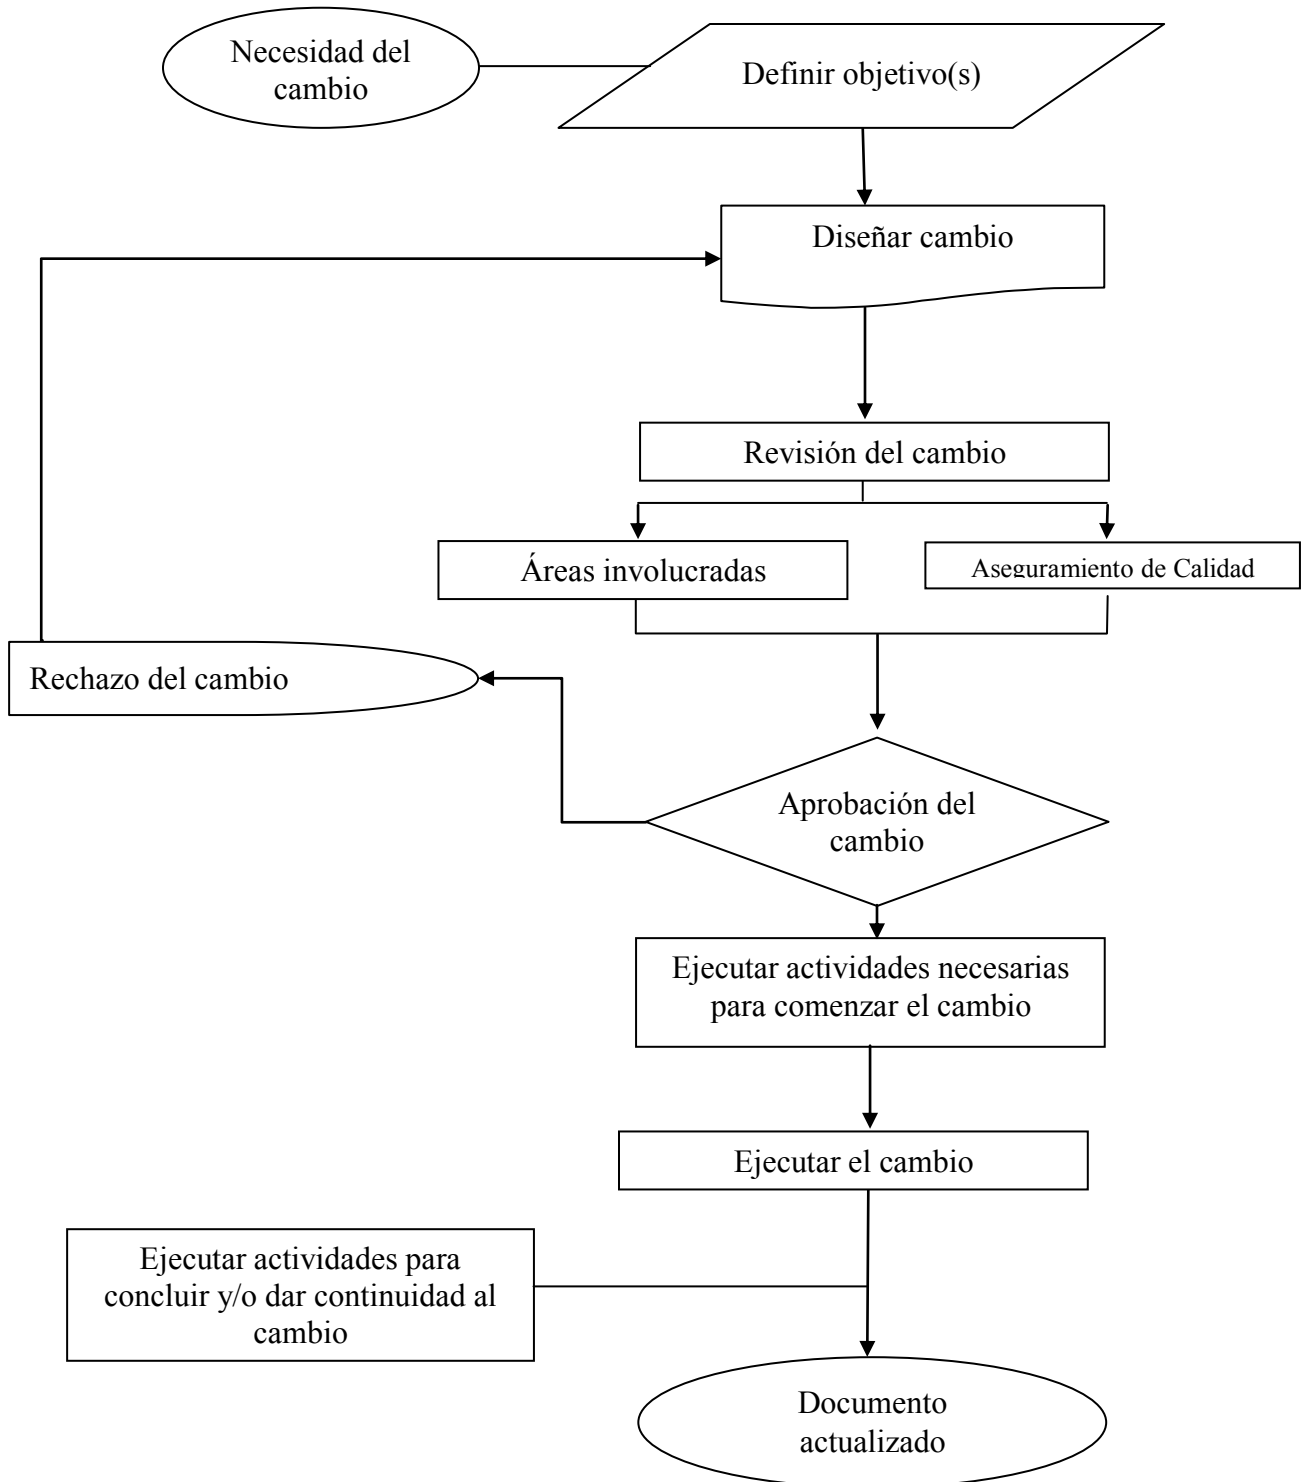 Necesidad del
cambio
Definir objetivo(s)
Diseñar cambio
Revisión del cambio
Áreas involucradas
Aseguramiento de Calidad
Rechazo del cambio
Aprobación del
cambio
Ejecutar actividades necesarias
para comenzar el cambio
Ejecutar el cambio
Ejecutar actividades para
concluir y/o dar continuidad al
cambio
Documento
actualizado